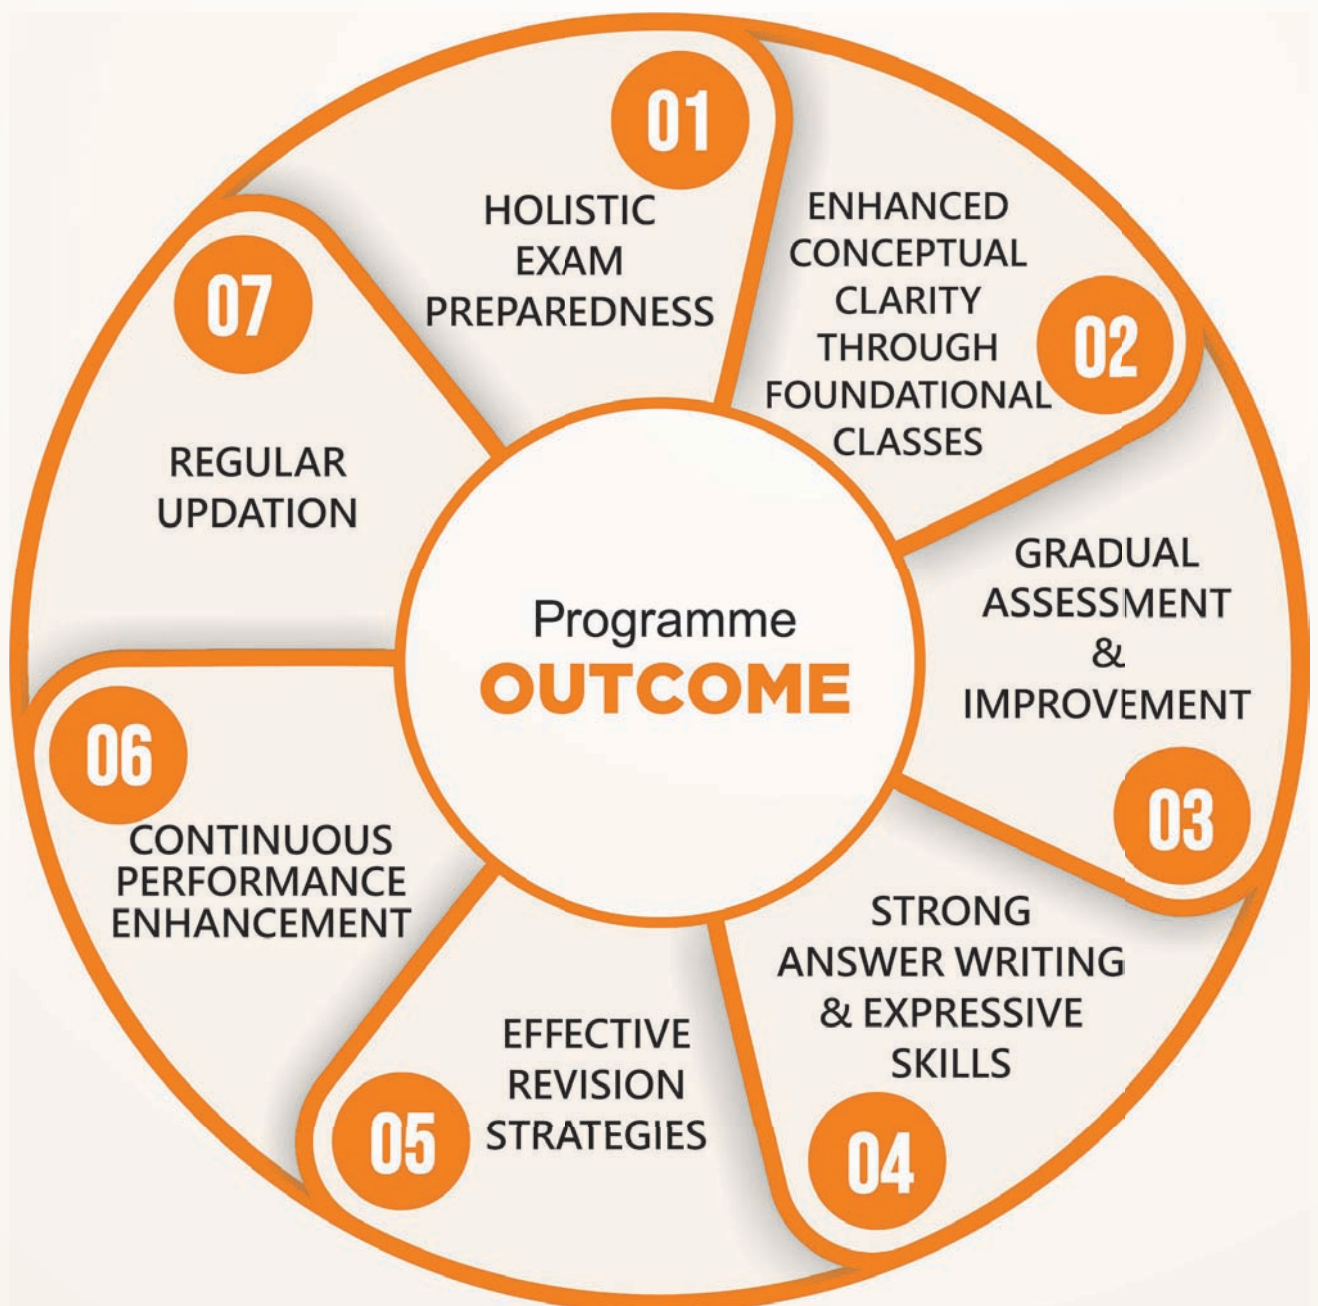 Programme
OUTCOME
01
HOLISTIC
EXAM
PREPAREDNESS
02
ENHANCED
CONCEPTUAL
CLARITY
THROUGH
FOUNDATIONAL
CLASSES
03
GRADUAL
ASSESSMENT
&
IMPROVEMENT
04
STRONG
ANSWER WRITING
& EXPRESSIVE
SKILLS
05
EFFECTIVE
REVISION
STRATEGIES
06
CONTINUOUS
PERFORMANCE
ENHANCEMENT
07
REGULAR
UPDATION